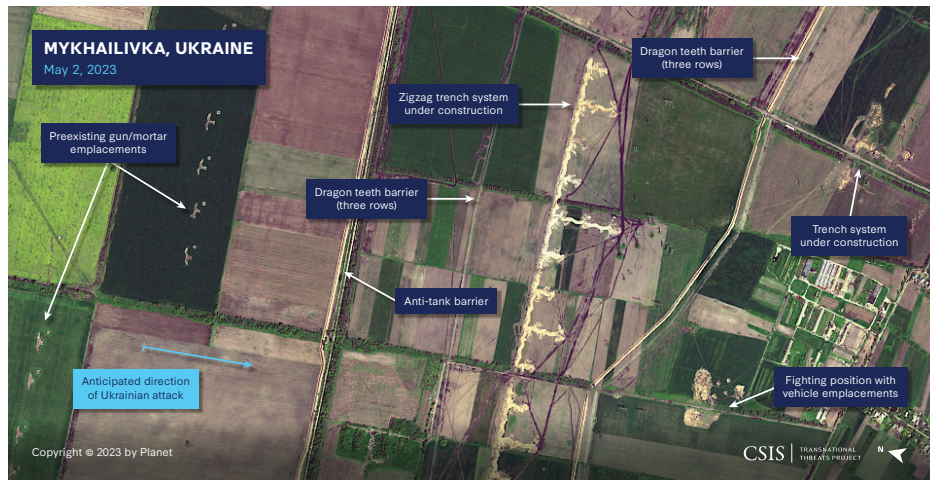 MYKHAILIVKA, UKRAINE
May 2, 2023
Dragon teeth barrier
(three rows)
Zigzag trench system
under construction
Preexisting gun/mortar
emplacements
Dragon teeth barrier
(three rows)
Trench system
under construction
Anti-tank barrier
Anticipated direction
of Ukrainian attack
Fighting position with
vehicle emplacements
Copyright © 2023 by Planet
CSIS
TRANSNATIONAL
THREATS PROJECT
N